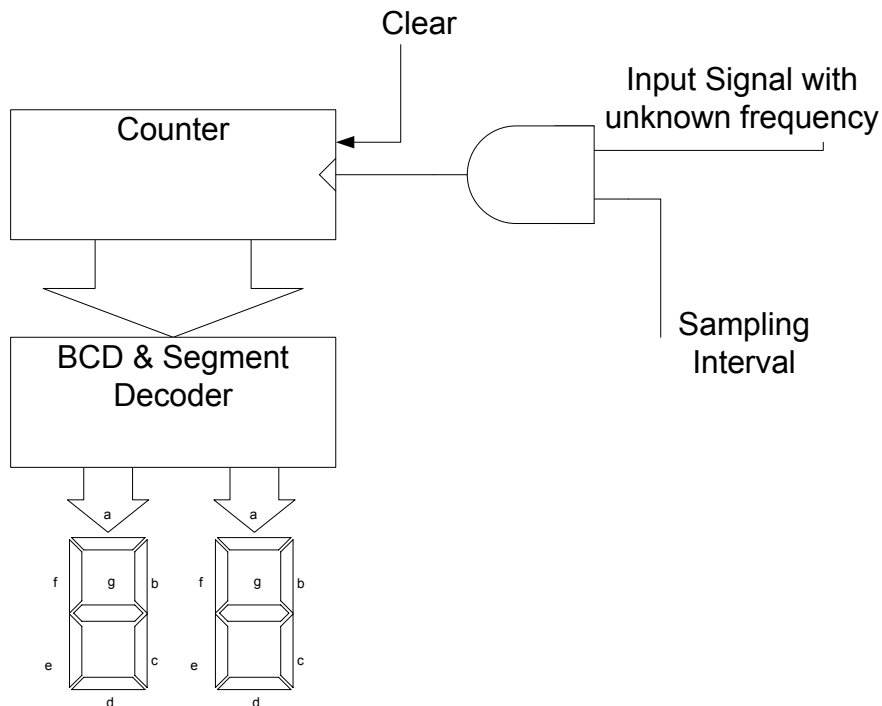 Clear
Input Signal with
unknown frequency
Counter
Sampling
Interval
BCD & Segment
Decoder
a
a
f
g
b
f
g
b
e
c
e
c
d
d